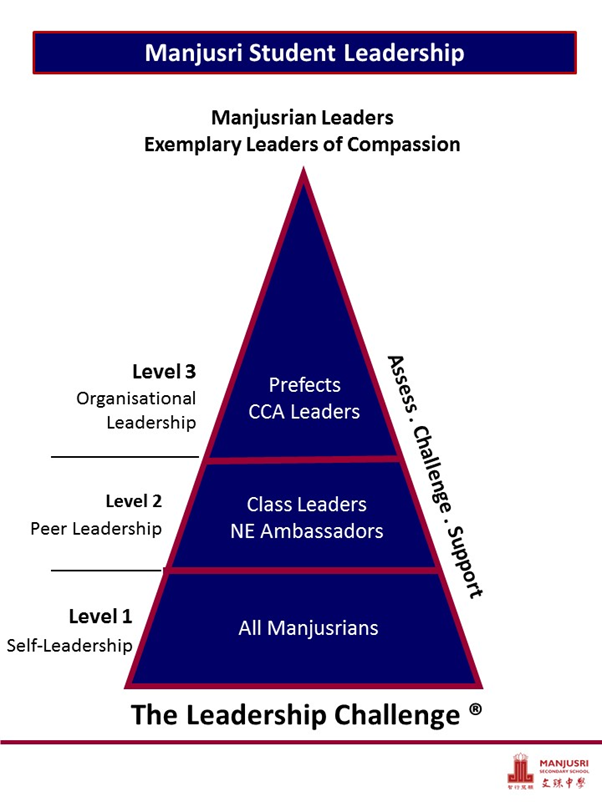 Manjusri Student Leadership
Manjusrian Leaders
Exemplary Leaders of Compassion
Level 3
Organisational
Leadership
Prefects
CCA Leaders
Assess . Challenge . Support
Level 2
Peer Leadership
Class Leaders
NE Ambassadors
Level 1
Self-Leadership
All Manjusrians
The Leadership Challenge ®
MANJUSRI
SECONDARY SCHOOL
文殊中學